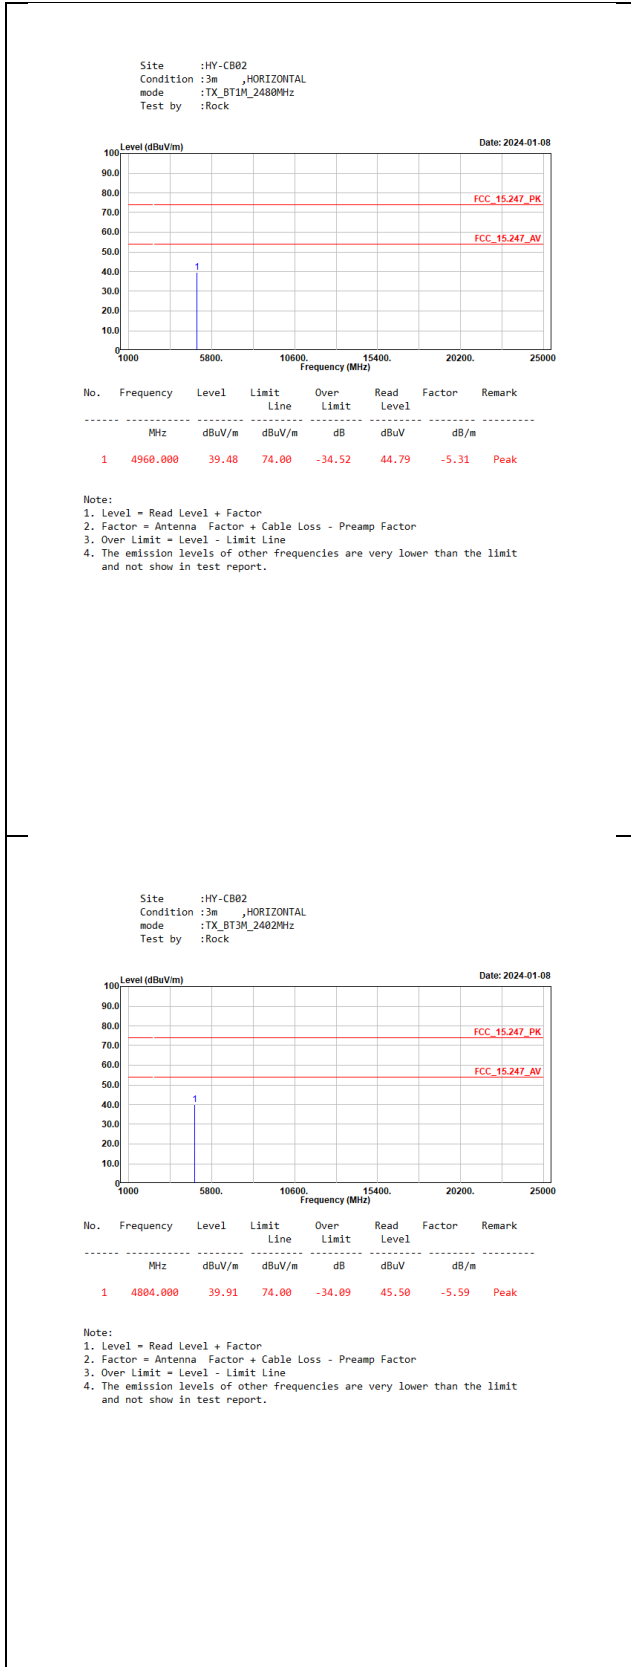 Site      :HY-CB02
Condition :3m    ,HORIZONTAL
mode      :TX_BT1M_2480MHz
Test by   :Rock
Level (dBuV/m)
Date: 2024-01-08
100
90.0
80.0
FCC_15.247_PK
70.0
60.0
FCC_15.247_AV
50.0
1
40.0
30.0
20.0
10.0
0
1000 5800. 10600. 15400. 20200. 25000
Frequency (MHz)
No. Frequency Level Limit Over Read Factor Remark
Line Limit Level
------ ----------- -------- --------- --------- --------- -------- ---------
MHz dBuV/m dBuV/m dB dBuV dB/m
1 4960.000 39.48 74.00 -34.52 44.79 -5.31 Peak
Note:
1. Level = Read Level + Factor
2. Factor = Antenna  Factor + Cable Loss - Preamp Factor
3. Over Limit = Level - Limit Line
4. The emission levels of other frequencies are very lower than the limit
and not show in test report.
Site      :HY-CB02
Condition :3m    ,HORIZONTAL
mode      :TX_BT3M_2402MHz
Test by   :Rock
Level (dBuV/m)
Date: 2024-01-08
100
90.0
80.0
FCC_15.247_PK
70.0
60.0
FCC_15.247_AV
50.0
1
40.0
30.0
20.0
10.0
0
1000 5800. 10600. 15400. 20200. 25000
Frequency (MHz)
No. Frequency Level Limit Over Read Factor Remark
Line Limit Level
------ ----------- -------- --------- --------- --------- -------- ---------
MHz dBuV/m dBuV/m dB dBuV dB/m
1 4804.000 39.91 74.00 -34.09 45.50 -5.59 Peak
Note:
1. Level = Read Level + Factor
2. Factor = Antenna  Factor + Cable Loss - Preamp Factor
3. Over Limit = Level - Limit Line
4. The emission levels of other frequencies are very lower than the limit
and not show in test report.